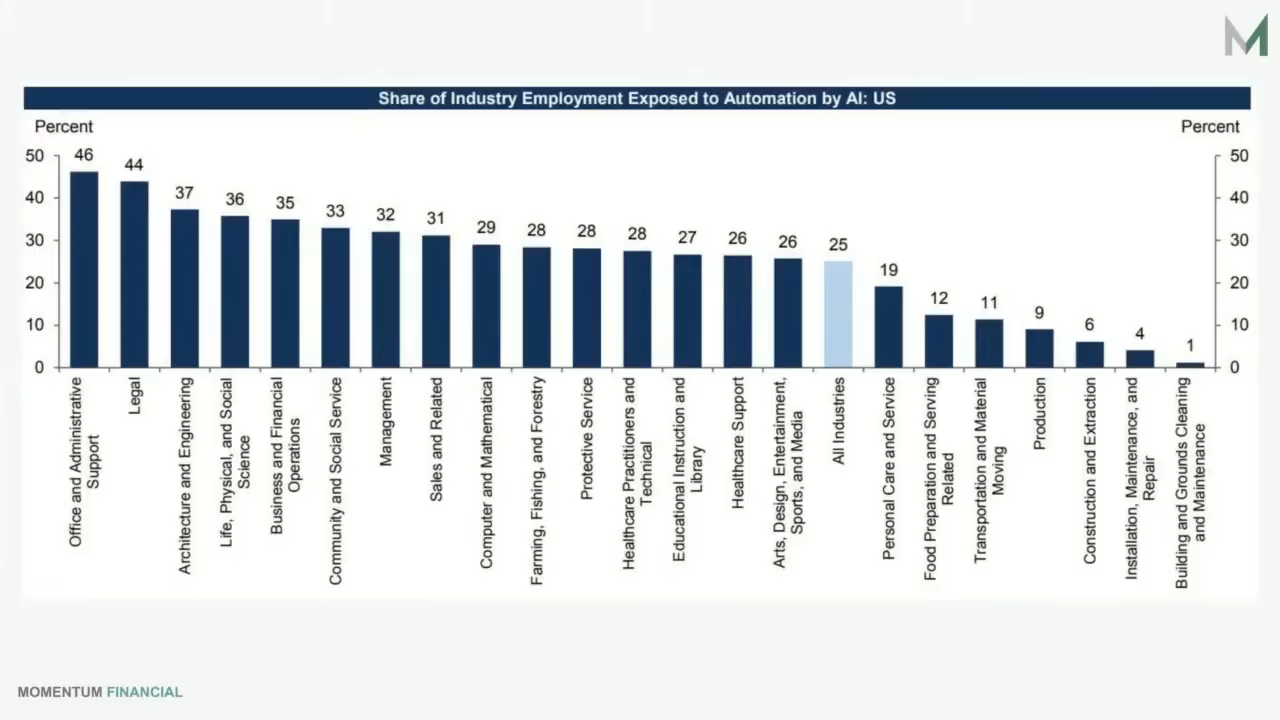 M
Share of Industry Employment Exposed to Automation by AI: US
Percent
Percent
50
40
30
20
10
0
46
44
37
36
35
33
32
31
29
28
28
28
27
26
26
25
19
12
11
9
6
4
1
50
40
30
20
10
0
Office and Administrative
Support
Legal
Architecture and Engineering
Life, Physical, and Social
Science
Business and Financial
Operations
Community and Social Service
Management
Sales and Related
Computer and Mathematical
Farming, Fishing, and Forestry
Protective Service
Healthcare Practitioners and
Technical
Educational Instruction and
Library
Healthcare Support
Arts, Design, Entertainment,
Sports, and Media
All Industries
Personal Care and Service
Food Preparation and Serving
Related
Transportation and Material
Moving
Production
Construction and Extraction
Installation, Maintenance, and
Repair
Building and Grounds Cleaning
and Maintenance
MOMENTUM FINANCIAL